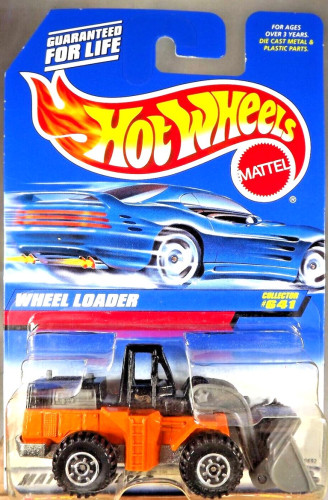 GUARANTEED
FOR LIFE
FOR AGES
OVER 3 YEARS.
DIE CAST METAL &
PLASTIC PARTS.
HOT WHEELS
MATTEL
®
WHEEL LOADER
COLLECTOR
#641